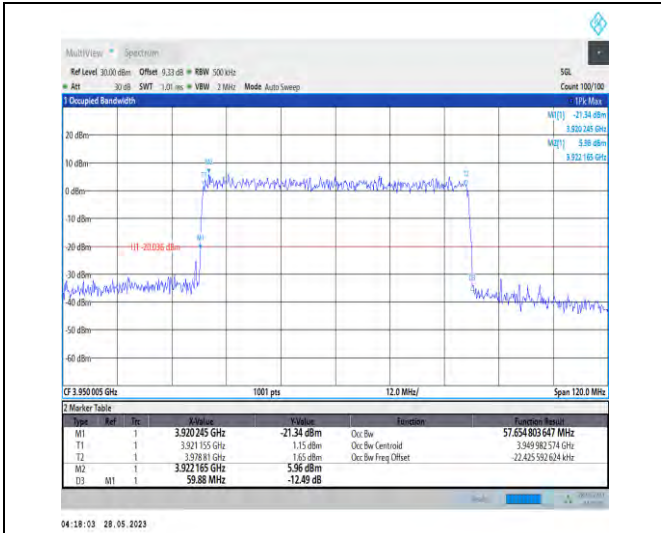 MultiView Spectrum
Ref Level 30.00 dBm Offset 9.33 dB RBW 500 kHz SGL
Att 30 dB SWT 1.01 ms VBW 2 MHz Mode Auto Sweep Count 100/100
1 Occupied Bandwidth 1Pk Max
M1[1] -21.34 dBm
3.920 245 GHz
M2[1] 5.96 dBm
3.922 165 GHz
20 dBm
10 dBm
0 dBm
-10 dBm
-20 dBm
H1 -20.036 dBm
-30 dBm
-40 dBm
-50 dBm
-60 dBm
M2
T1
M1
CF 3.950 005 GHz 1001 pts 12.0 MHz/ Span 120.0 MHz
2 Marker Table
Type Ref Trc X-Value Y-Value Function Function Result
M1 1 3.920 245 GHz -21.34 dBm Occ Bw 57.654 803 647 MHz
T1 1 3.921 155 GHz 1.15 dBm Occ Bw Centroid 3.949 982 574 GHz
T2 1 3.978 81 GHz 1.65 dBm Occ Bw Freq Offset -22.425 592 624 kHz
M2 1 3.922 165 GHz 5.96 dBm
D3 M1 1 59.88 MHz -12.49 dB
04:18:03 28.05.2023